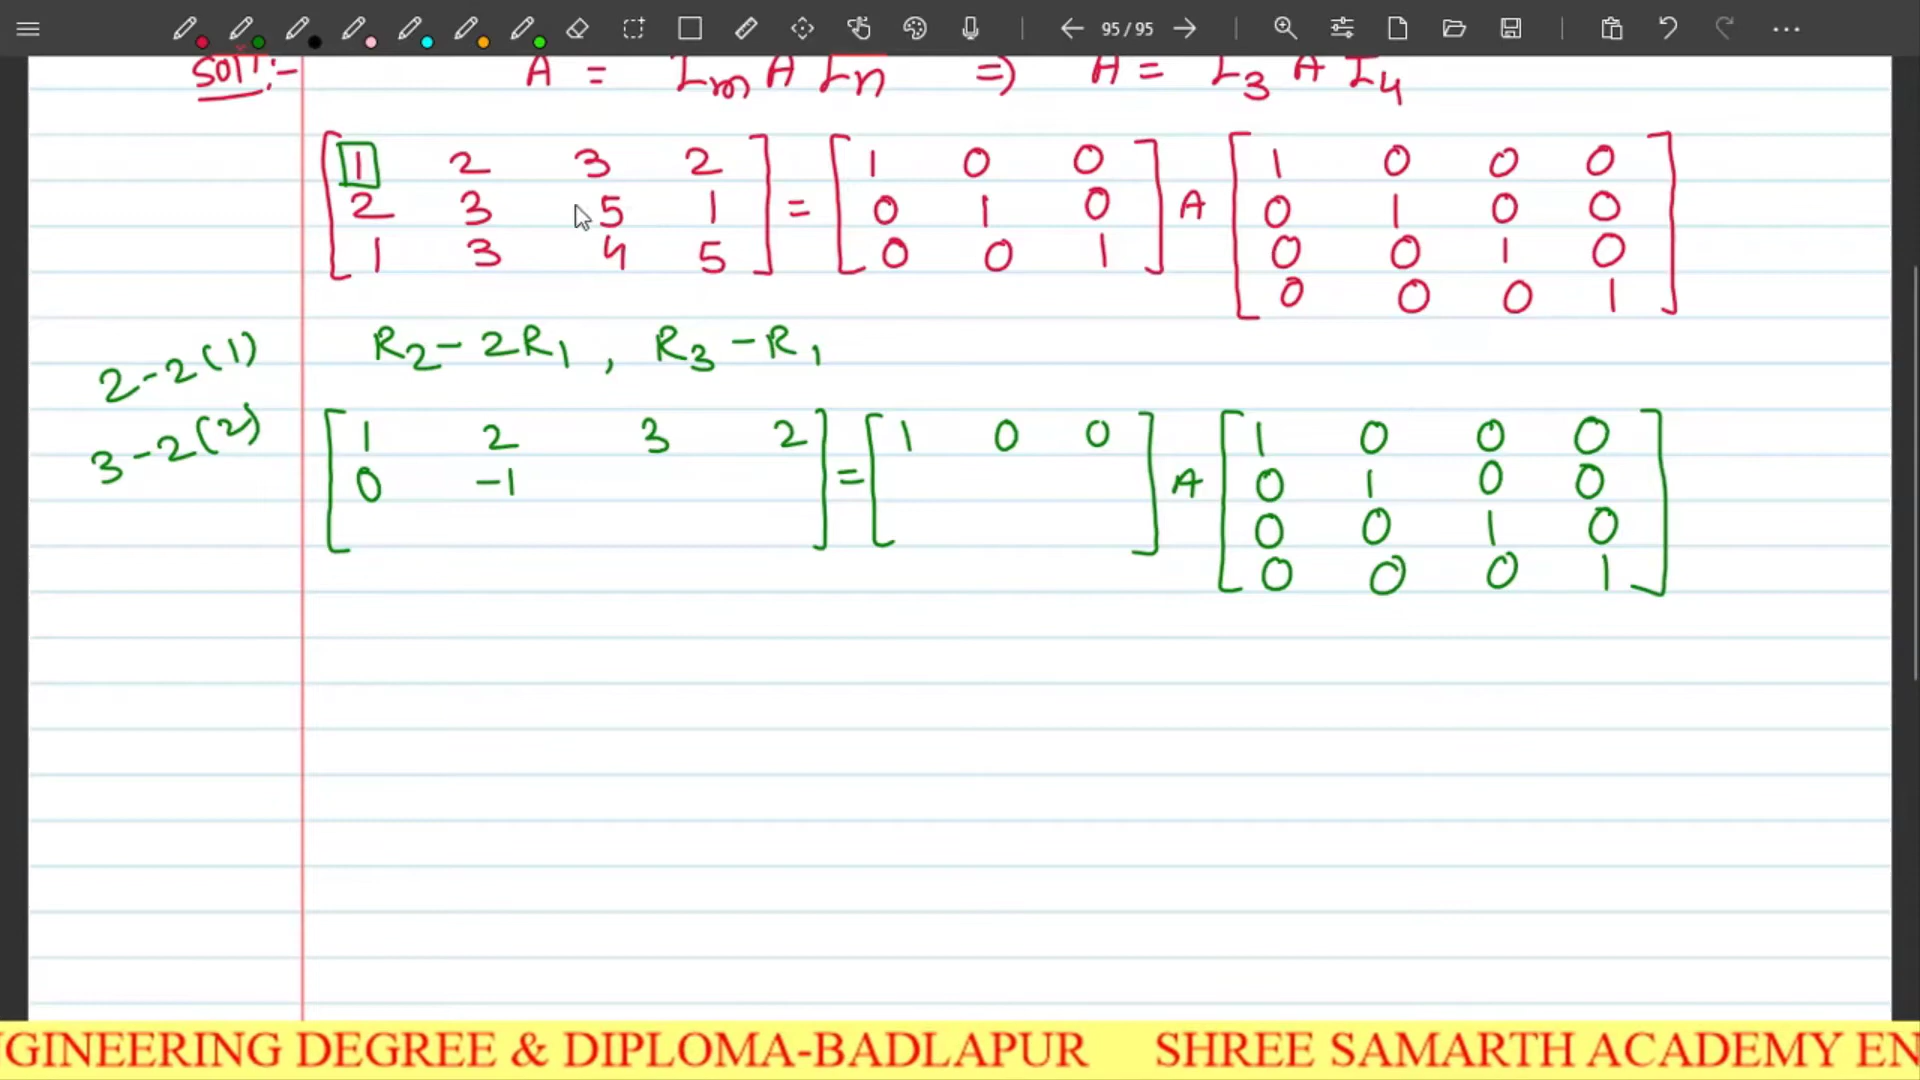 95/95
Solⁿ:- A = Im A In => A = I3 A I4
[1 2 3 2] = [1 0 0] A [1 0 0 0]
[2 3 5 1] [0 1 0] [0 1 0 0]
[1 3 4 5] [0 0 1] [0 0 1 0]
[0 0 0 1]
2-2(1) R2-2R1, R3-R1
3-2(2) [1 2 3 2] = [1 0 0] A [1 0 0 0]
[0 -1 ] [0 1 0 0]
[0 0 1 0]
[0 0 0 1]
GINEERING DEGREE & DIPLOMA-BADLAPUR SHREE SAMARTH ACADEMY EN